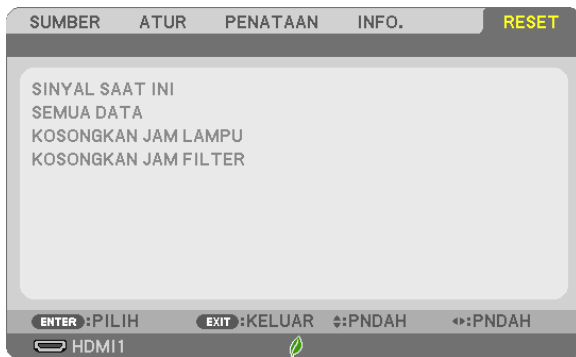 SUMBER ATUR PENATAAN INFO. RESET
SINYAL SAAT INI
SEMUA DATA
KOSONGKAN JAM LAMPU
KOSONGKAN JAM FILTER
ENTER :PILIH EXIT :KELUAR :PNDAH :PNDAH
HDMI1